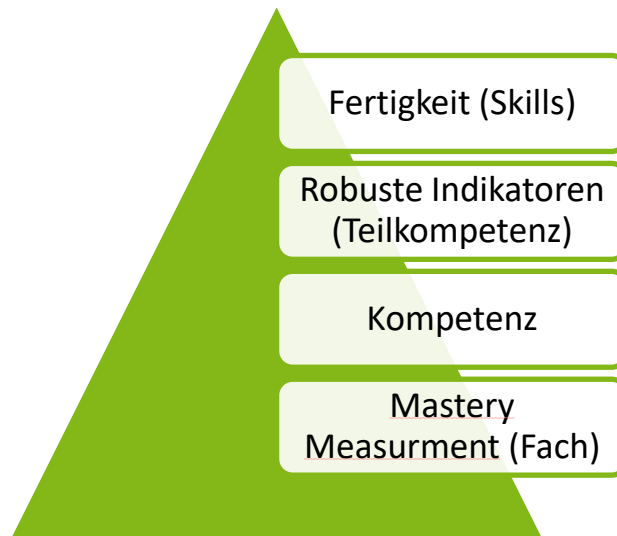 Fertigkeit (Skills)
Robuste Indikatoren
(Teilkompetenz)
Kompetenz
Mastery
Measurment (Fach)